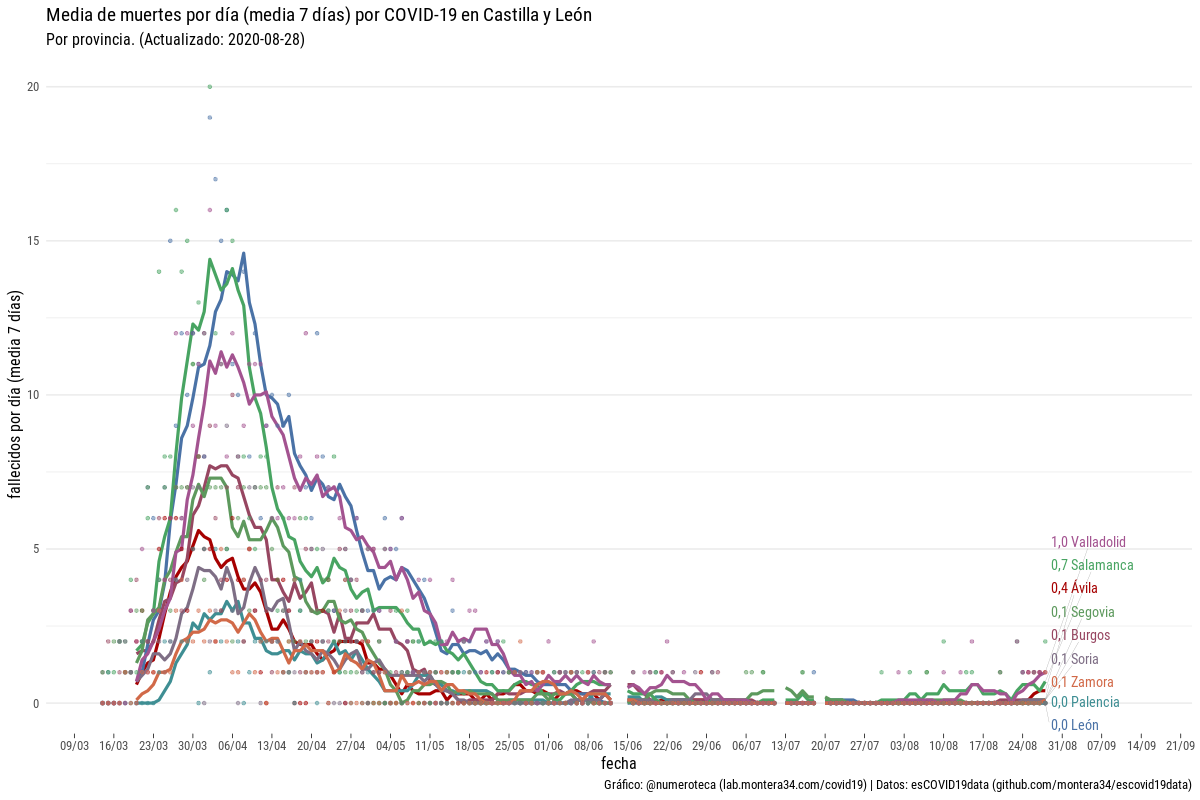 Media de muertes por día (media 7 días) por COVID-19 en Castilla y León
Por provincia. (Actualizado: 2020-08-28)
fallecidos por día (media 7 días)
20
15
10
5
0
1,0 Valladolid
0,7 Salamanca
0,4 Ávila
0,1 Segovia
0,1 Burgos
0,1 Soria
0,1 Zamora
0,0 Palencia
0,0 León
09/03 16/03 23/03 30/03 06/04 13/04 20/04 27/04 04/05 11/05 18/05 25/05 01/06 08/06 15/06 22/06 29/06 06/07 13/07 20/07 27/07 03/08 10/08 17/08 24/08 31/08 07/09 14/09 21/09
fecha
Gráfico: @numeroteca (lab.montera34.com/covid19) | Datos: esCOVID19data (github.com/montera34/escovid19data)